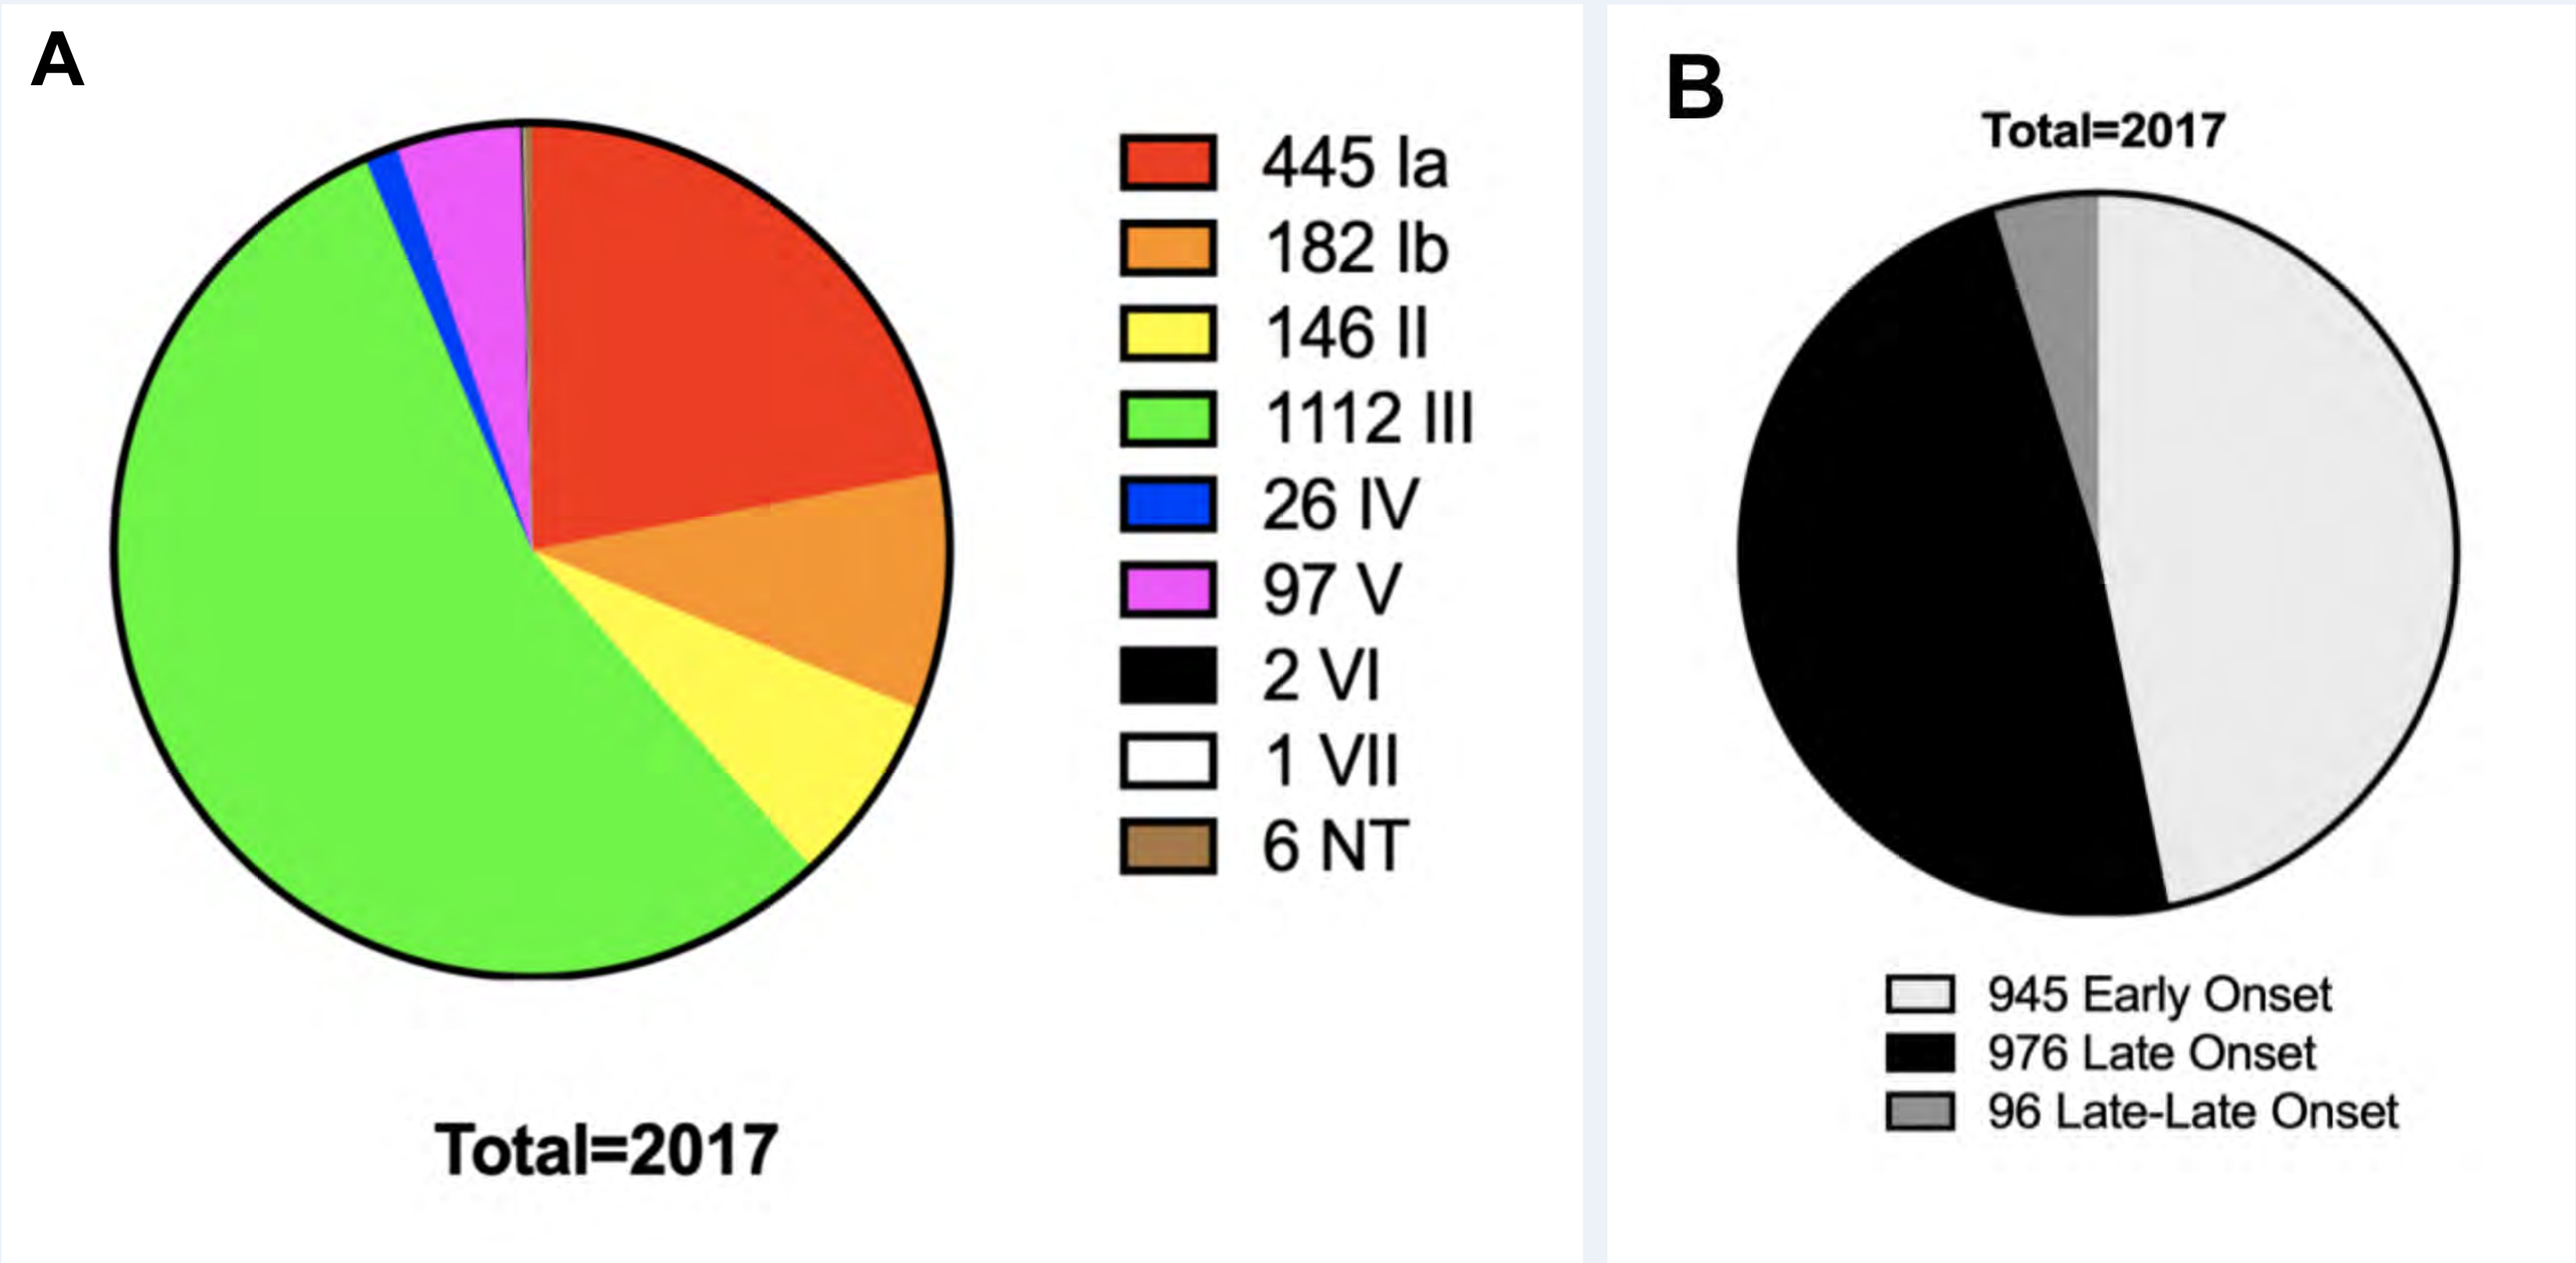 A
445 Ia
182 Ib
146 II
1112 III
26 IV
97 V
2 VI
1 VII
6 NT
Total=2017
B
Total=2017
945 Early Onset
976 Late Onset
96 Late-Late Onset